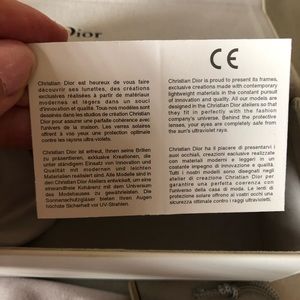 Dior
CE
Christian Dior est heureux de vous faire
découvrir ses lunettes, des créations
exclusives réalisées à partir de matériaux
modernes et légers dans un souci
d'innovation et qualité. Tous nos modèles sont
dessinés dans les studios de création Christian
Dior pour assurer une parfaite cohérence avec
l'univers de la maison. Les verres solaires
offrent à vos yeux une protection optimale
contre les rayons ultra violets.
Christian Dior is proud to present its frames,
exclusive creations made with contemporary
lightweight materials in the constant pursuit
of innovation and quality. All our models are
designed in the Christian Dior ateliers so that
they fit in perfectly with the fashion
company's universe. Behind the protective
lenses, your eyes are completely safe from
the sun's ultraviolet rays.
Christian Dior ist erfreut, Ihnen seine Brillen
zu präsentieren, exklusive Kreationen, die
unter ständigem Einsatz von Innovation und
Qualität mit modernen und leichten
Materialien realisiert sind. Alle Modelle sind in
den Christian Dior Ateliers entwickelt, um eine
einwandfreie Kohärenz mit dem Universum
des Modehauses zu gewährleisten. Die
Sonnenschutzgläser bieten Ihren Augen
höchste Sicherheit vor UV-Strahlen.
Christian Dior ha il piacere di presentarvi i
suoi occhiali, creazioni esclusive realizzate
con materiali moderni e leggeri in un
costante impegno di innovazione e qualità.
Tutti i nostri modelli sono disegnati negli
atelier di creazione Christian Dior per
garantire una perfetta coerenza con
l'universo della casa di moda. Le lenti di
protezione solare offrono ai vostri occhi una
sicurezza ottimale contro i raggi ultravioletti.